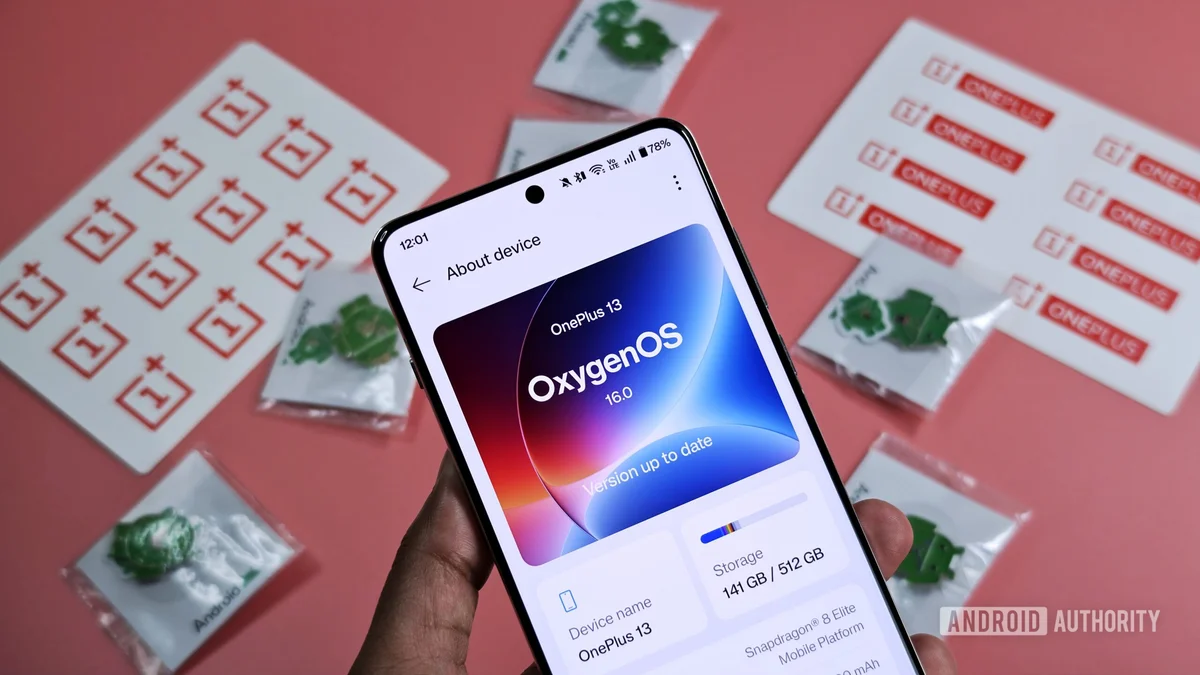 12:01
Vo
LTE
78%
About device
OnePlus 13
OxygenOS
16.0
Version up to date
Device name
OnePlus 13
Storage
141 GB / 512 GB
Snapdragon® 8 Elite
Mobile Platform
mAh
ONEPLUS
ONEPLUS
ONEPLUS
ONEPLUS
ONEPLUS
ONEPLUS
ONEPLUS
ONEPLUS
Android
ANDROID AUTHORITY